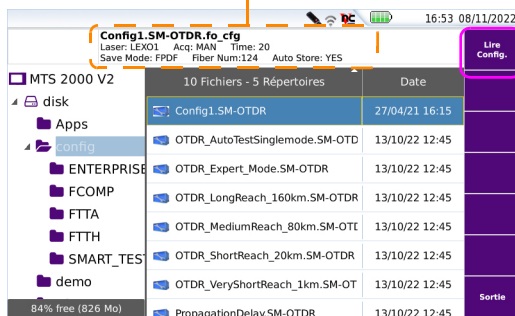 16:53 08/11/2022
Config1.SM-OTDR.fo_cfg
Laser: LEXO1 Acq: MAN Time: 20
Save Mode: FPDF Fiber Num:124 Auto Store: YES
Lire
Config.
MTS 2000 V2
10 Fichiers - 5 Répertoires Date
disk
Config1.SM-OTDR 27/04/21 16:15
Apps
OTDR_AutoTestSinglemode.SM-OTD 13/10/22 12:45
config
OTDR_Expert_Mode.SM-OTDR 13/10/22 12:45
ENTERPRISE
OTDR_LongReach_160km.SM-OTDR 13/10/22 12:45
FCOMP
FTTA
OTDR_MediumReach_80km.SM-OTD 13/10/22 12:45
FTTH
OTDR_ShortReach_20km.SM-OTDR 13/10/22 12:45
SMART_TEST
OTDR_VeryShortReach_1km.SM-OT 13/10/22 12:45
demo
Sortie
84% free (826 Mo)
PropagationDelay.SM-OTDR 13/10/22 12:45